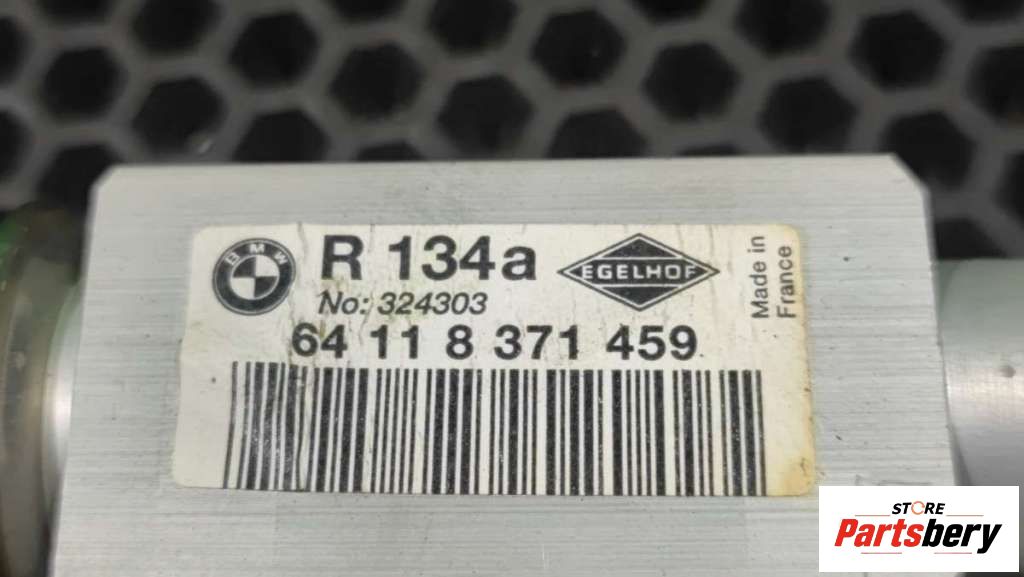 BMW
R 134a
EGELHOF
Made in
France
No: 324303
64 11 8 371 459
STORE
Partsbery